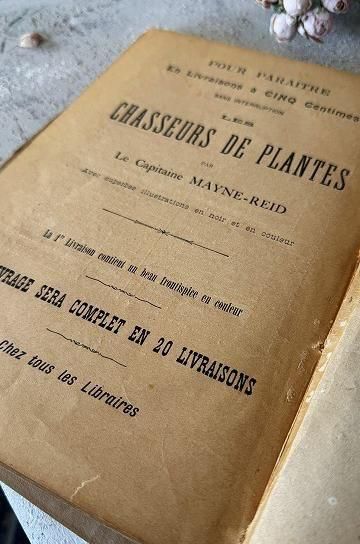 POUR PARAITRE
En Livraisons à CINQ Centimes
SANS INTERRUPTION
LES
CHASSEURS DE PLANTES
PAR
Le Capitaine MAYNE-REID
Avec superbes illustrations en noir et en couleur
La 1re Livraison contient un beau frontispice en couleur
VRAGE SERA COMPLET EN 20 LIVRAISONS
Chez tous les Libraires